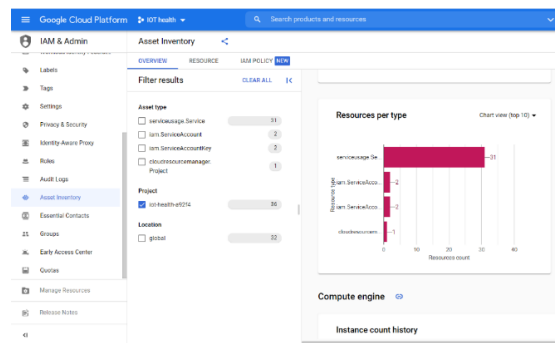 Google Cloud Platform
IOT health
Search products and resources
IAM & Admin
Asset Inventory
OVERVIEW
RESOURCE
IAM POLICY
NEW
Filter results
CLEAR ALL
Labels
Tags
Settings
Privacy & Security
Identity-Aware Proxy
Roles
Audit Logs
Asset Inventory
Essential Contacts
Groups
Early Access Center
Quotas
Manage Resources
Release Notes
Asset type
serviceusage.Service
31
iam.ServiceAccount
2
iam.ServiceAccountKey
2
cloudresourcemanager.
Project
1
Project
iot-health-e9214
36
Location
global
32
Resources per type
Chart view (top 10)
Resource type
serviceusage.Se...
31
iam.ServiceAcco...
2
iam.ServiceAcco...
2
cloudresourcem...
1
0
10
20
30
40
Resources count
Compute engine
Instance count history